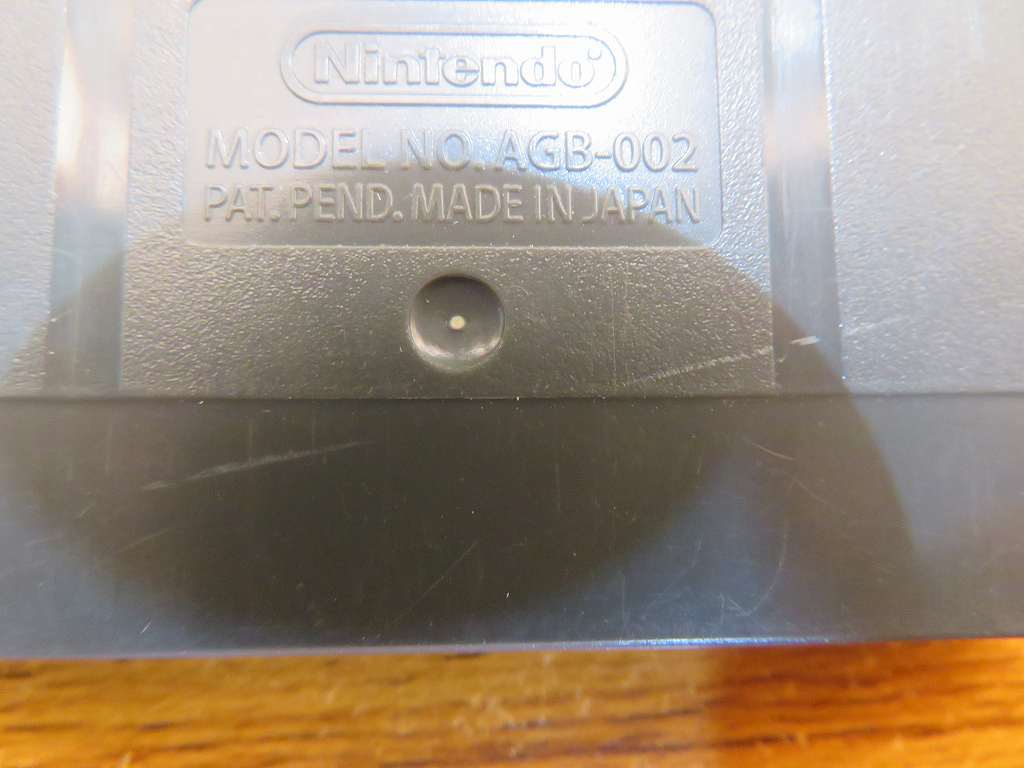 Nintendo
MODEL NO. AGB-002
PAT. PEND. MADE IN JAPAN